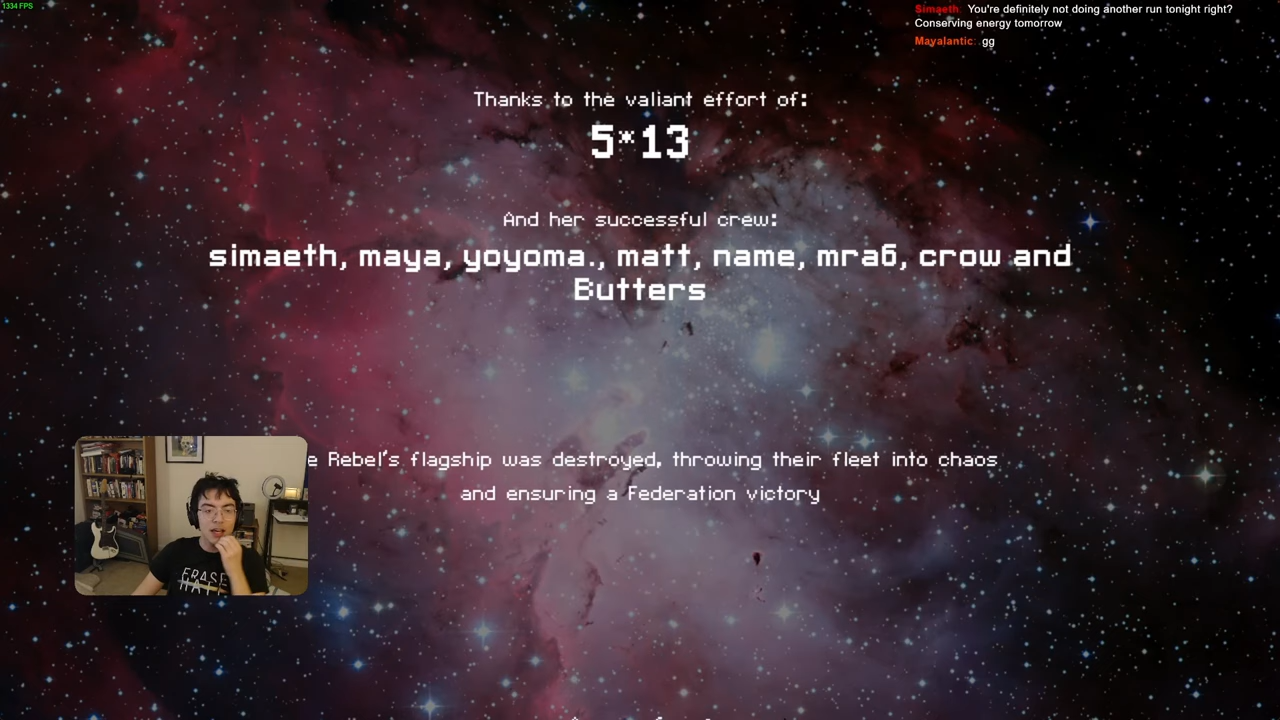 1334 FPS
Simaeth: You're definitely not doing another run tonight right?
Conserving energy tomorrow
Mayalantic: gg
Thanks to the valiant effort of:
5*13
And her successful crew:
simaeth, maya, yoyoma., matt, name, mra6, crow and
Butters
e Rebel's flagship was destroyed, throwing their fleet into chaos
and ensuring a Federation victory
ERASE
HATE